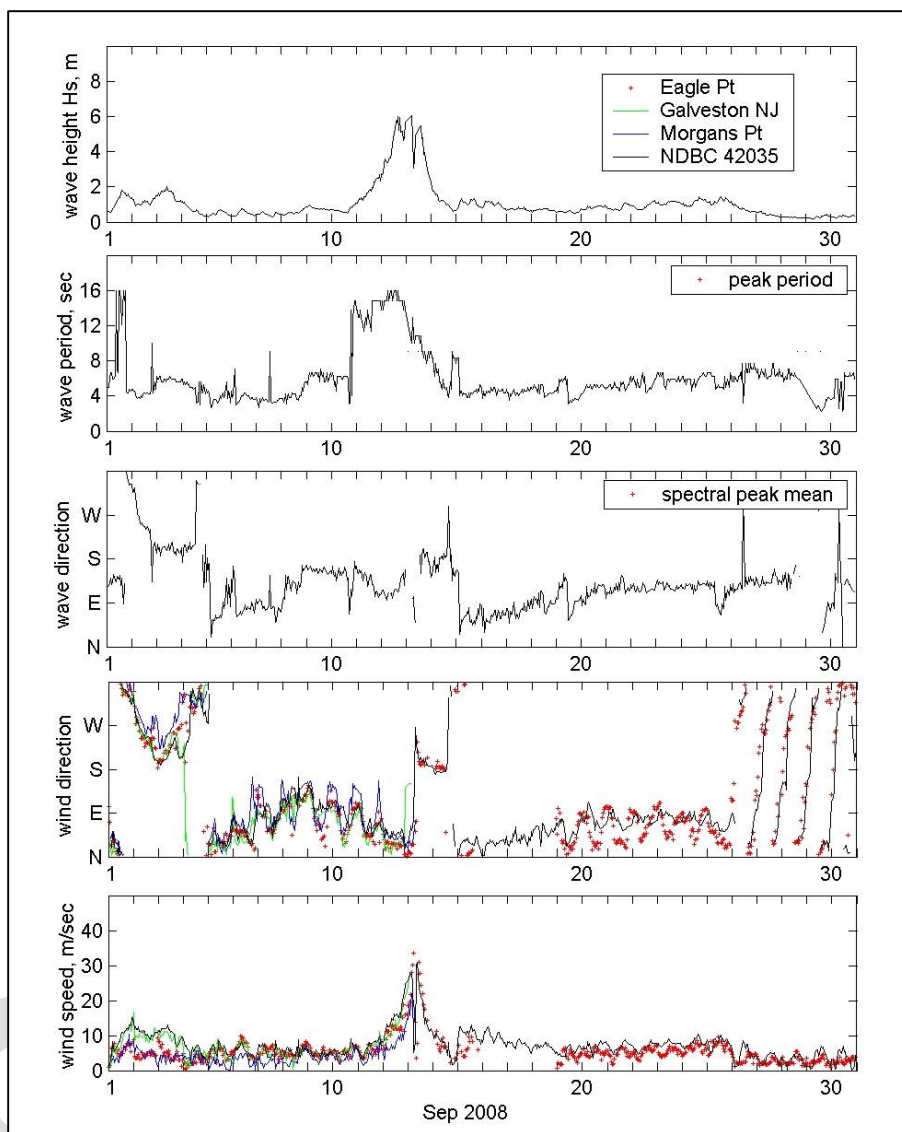 wave height Hs, m
8
6
4
2
0
Eagle Pt
Galveston NJ
Morgans Pt
NDBC 42035
1 10 20 30
wave period, sec
16
12
8
4
0
peak period
1 10 20 30
wave direction
W
S
E
N
spectral peak mean
1 10 20 30
wind direction
W
S
E
N
1 10 20 30
wind speed, m/sec
40
30
20
10
0
1 10 20 30
Sep 2008